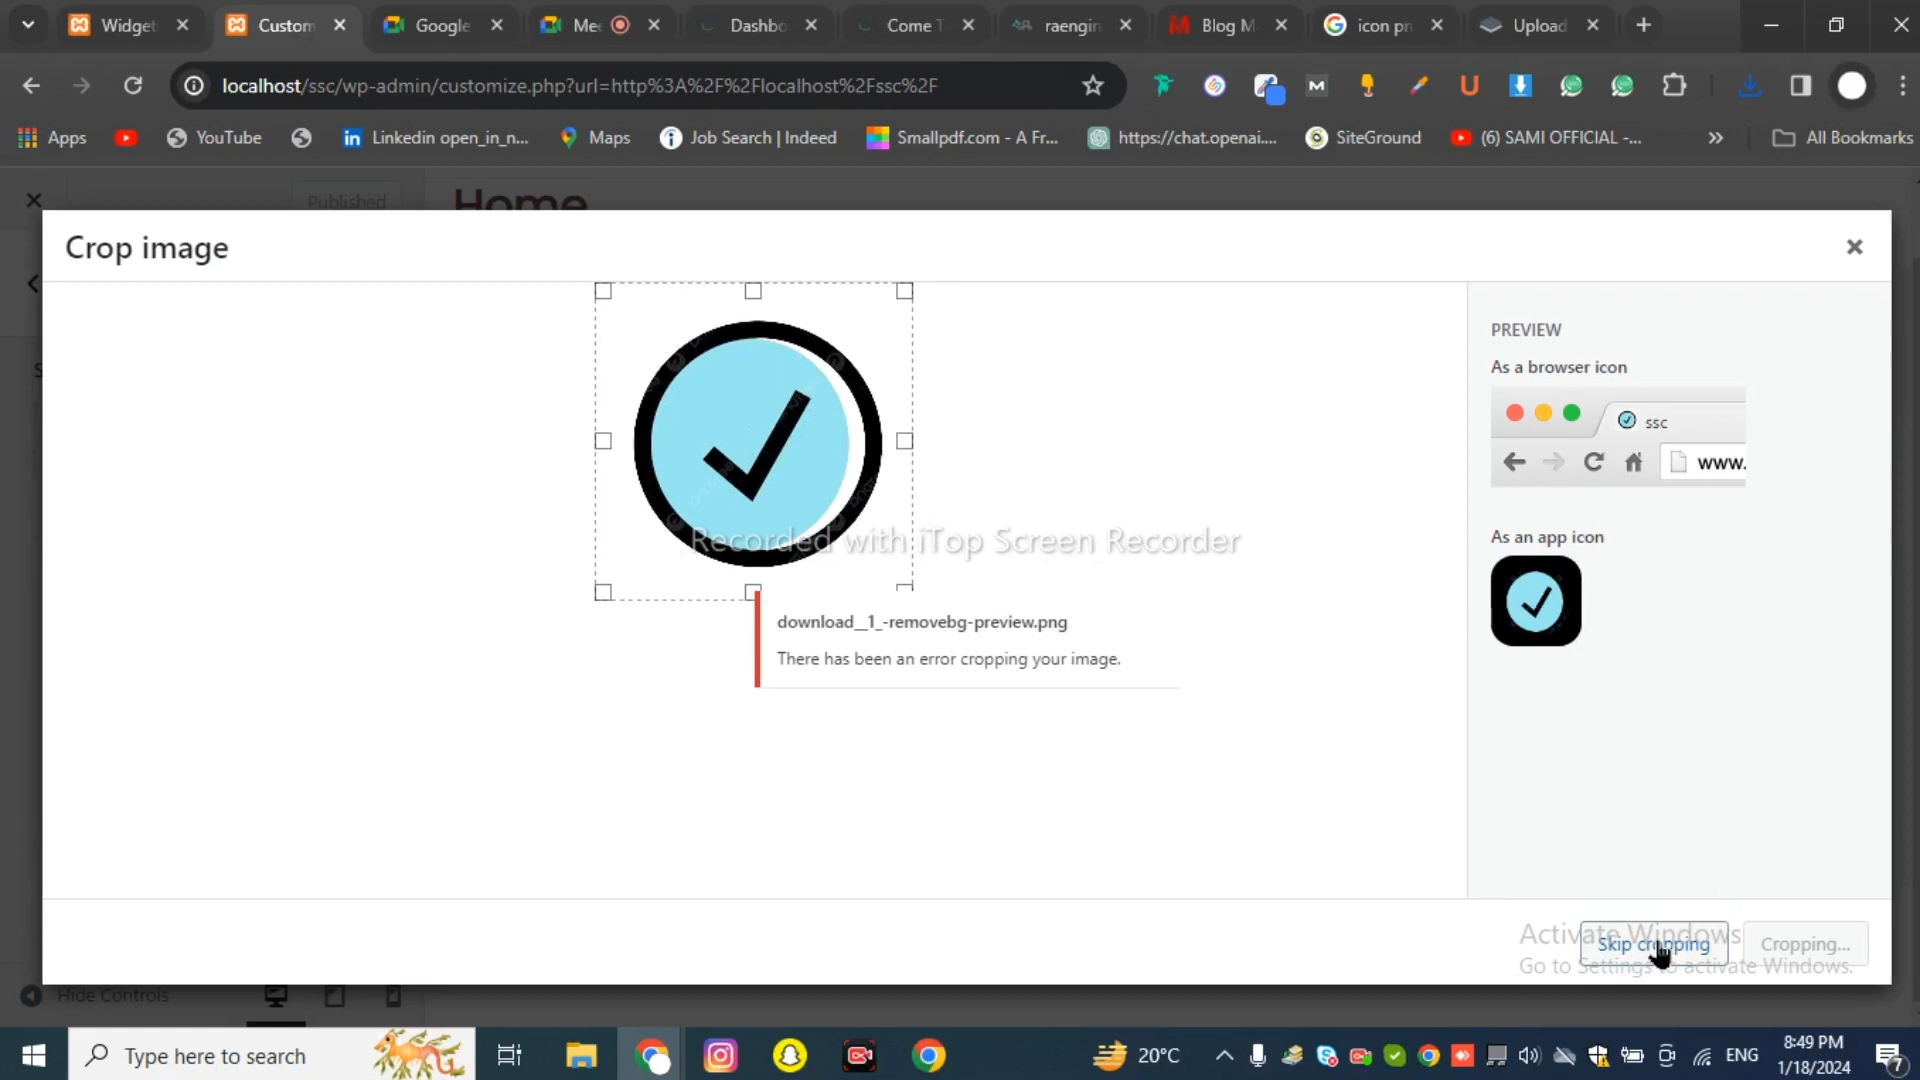 Widget
Custom
Google
Mee
Dashbo
Come T
raengin
Blog M
icon pn
Upload
localhost/ssc/wp-admin/customize.php?url=http%3A%2F%2Flocalhost%2Fssc%2F
Apps
YouTube
Linkedin open_in_n...
Maps
Job Search | Indeed
Smallpdf.com - A Fr...
https://chat.openai....
SiteGround
(6) SAMI OFFICIAL -...
All Bookmarks
Published
Home
Crop image
PREVIEW
As a browser icon
ssc
www.
As an app icon
Recorded with iTop Screen Recorder
download__1_-removebg-preview.png
There has been an error cropping your image.
Activate Windows
Go to Settings to activate Windows.
Skip cropping
Cropping...
Hide Controls
Type here to search
20°C
ENG
8:49 PM
1/18/2024
7